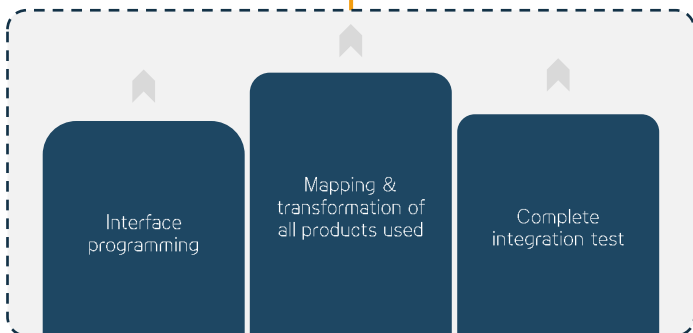 Interface
programming
Mapping &
transformation of
all products used
Complete
integration test